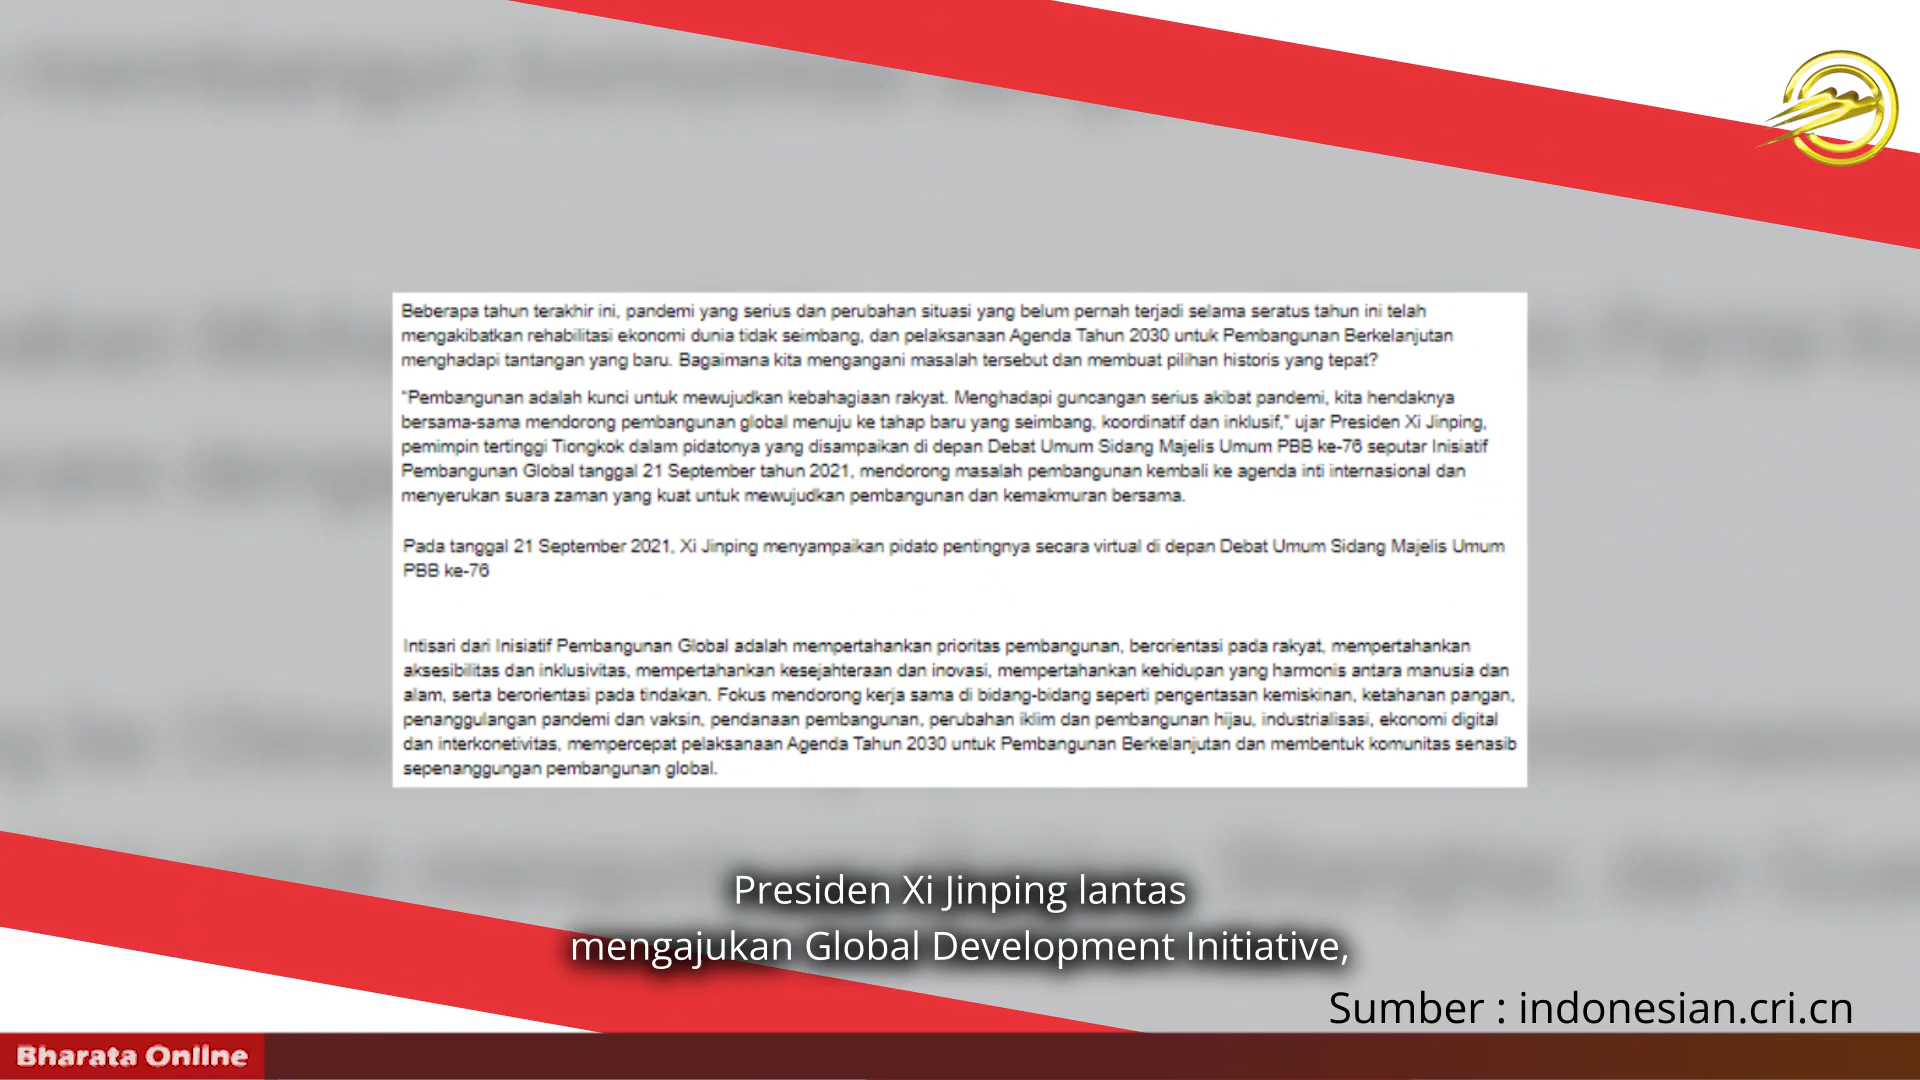 Beberapa tahun terakhir ini, pandemi yang serius dan perubahan situasi yang belum pernah terjadi selama seratus tahun ini telah
mengakibatkan rehabilitasi ekonomi dunia tidak seimbang, dan pelaksanaan Agenda Tahun 2030 untuk Pembangunan Berkelanjutan
menghadapi tantangan yang baru. Bagaimana kita mengangani masalah tersebut dan membuat pilihan historis yang tepat?
“Pembangunan adalah kunci untuk mewujudkan kebahagiaan rakyat. Menghadapi guncangan serius akibat pandemi, kita hendaknya
bersama-sama mendorong pembangunan global menuju ke tahap baru yang seimbang, koordinatif dan inklusif,” ujar Presiden Xi Jinping,
pemimpin tertinggi Tiongkok dalam pidatonya yang disampaikan di depan Debat Umum Sidang Majelis Umum PBB ke-76 seputar Inisiatif
Pembangunan Global tanggal 21 September tahun 2021, mendorong masalah pembangunan kembali ke agenda inti internasional dan
menyerukan suara zaman yang kuat untuk mewujudkan pembangunan dan kemakmuran bersama.
Pada tanggal 21 September 2021, Xi Jinping menyampaikan pidato pentingnya secara virtual di depan Debat Umum Sidang Majelis Umum
PBB ke-76
Intisari dari Inisiatif Pembangunan Global adalah mempertahankan prioritas pembangunan, berorientasi pada rakyat, mempertahankan
aksesibilitas dan inklusivitas, mempertahankan kesejahteraan dan inovasi, mempertahankan kehidupan yang harmonis antara manusia dan
alam, serta berorientasi pada tindakan. Fokus mendorong kerja sama di bidang-bidang seperti pengentasan kemiskinan, ketahanan pangan,
penanggulangan pandemi dan vaksin, pendanaan pembangunan, perubahan iklim dan pembangunan hijau, industrialisasi, ekonomi digital
dan interkonetivitas, mempercepat pelaksanaan Agenda Tahun 2030 untuk Pembangunan Berkelanjutan dan membentuk komunitas senasib
sepenanggungan pembangunan global.
Presiden Xi Jinping lantas
mengajukan Global Development Initiative,
Sumber : indonesian.cri.cn
Bharata Online